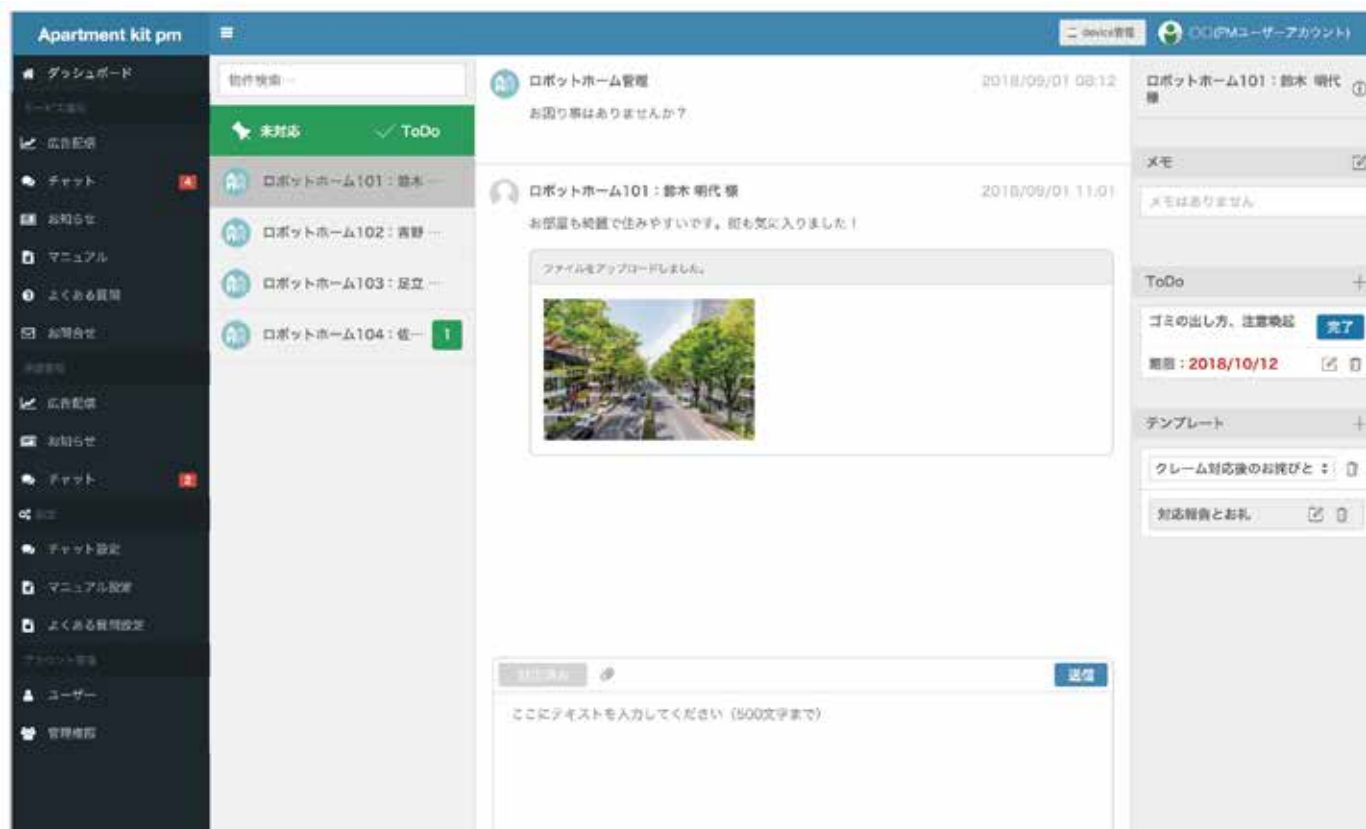 Apartment kit pm
device管理
〇〇(PMユーザーアカウント)
ダッシュボード
広告配信
チャット 4
お知らせ
マニュアル
よくある質問
お問合せ
広告配信
お知らせ
チャット 2
設定
チャット設定
マニュアル設定
よくある質問設定
アカウント管理
ユーザー
管理権限
物件検索…
未対応 ToDo
ロボットホーム101：鈴木 …
ロボットホーム102：吉野 …
ロボットホーム103：足立 …
ロボットホーム104：佐… 1
ロボットホーム管理 2018/09/01 08:12
お困り事はありませんか？
ロボットホーム101：鈴木 明代 様 2018/09/01 11:01
お部屋も綺麗で住みやすいです。街も気に入りました！
ファイルをアップロードしました。
対応済み 送信
ここにテキストを入力してください（500文字まで）
ロボットホーム101：鈴木 明代
様
メモ
メモはありません
ToDo
ゴミの出し方、注意喚起 完了
期限：2018/10/12
テンプレート
クレーム対応後のお詫びと
対応報告とお礼